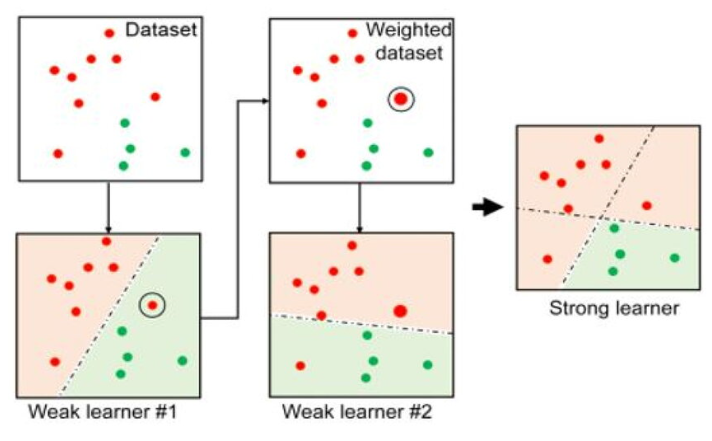 Dataset
Weighted
dataset
Weak learner #1
Weak learner #2
Strong learner